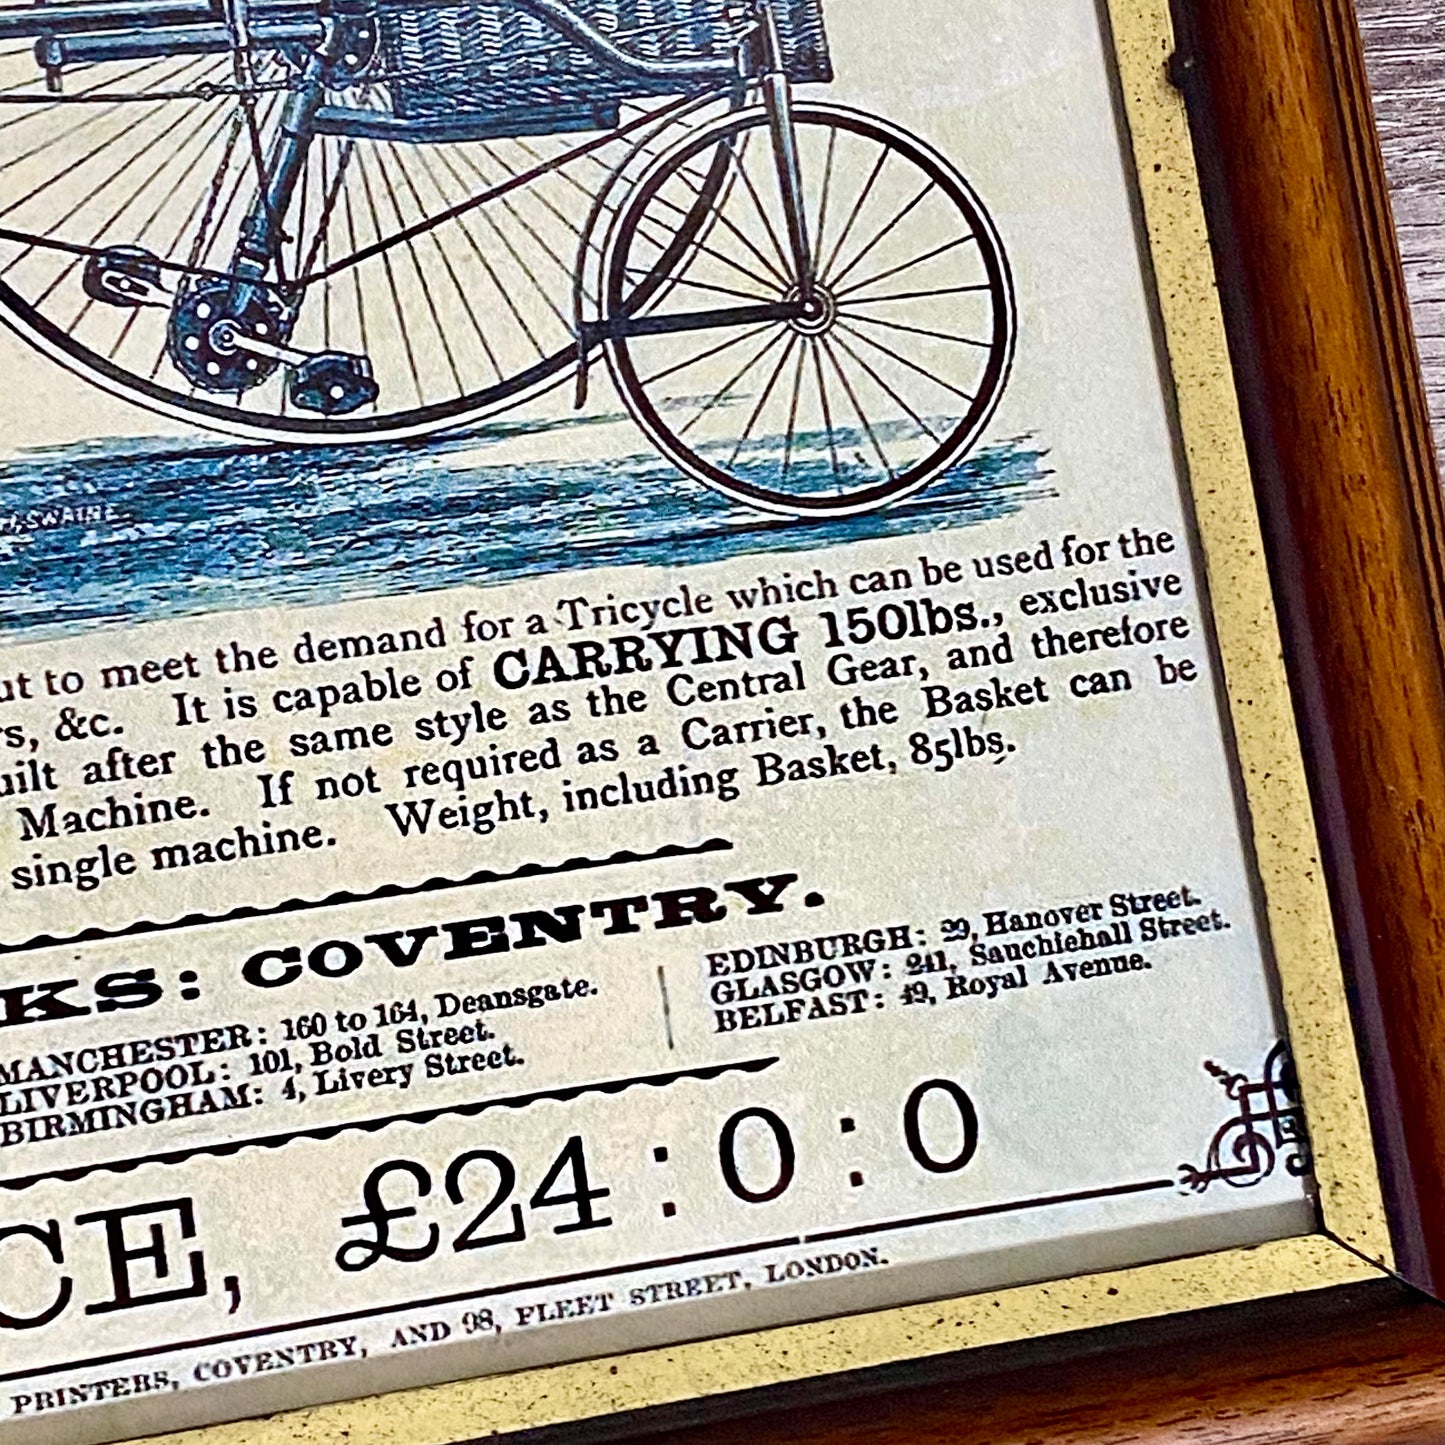 SWAINE
ut to meet the demand for a Tricycle which can be used for the
rs, &c. It is capable of CARRYING 150lbs., exclusive
uilt after the same style as the Central Gear, and therefore
Machine. If not required as a Carrier, the Basket can be
single machine. Weight, including Basket, 85lbs.
KS: COVENTRY.
MANCHESTER: 160 to 164, Deansgate.
LIVERPOOL: 101, Bold Street.
BIRMINGHAM: 4, Livery Street.
EDINBURGH: 29, Hanover Street.
GLASGOW: 241, Sauchiehall Street.
BELFAST: 49, Royal Avenue.
CE, £24:0:0
PRINTERS, COVENTRY, AND 98, FLEET STREET, LONDON.